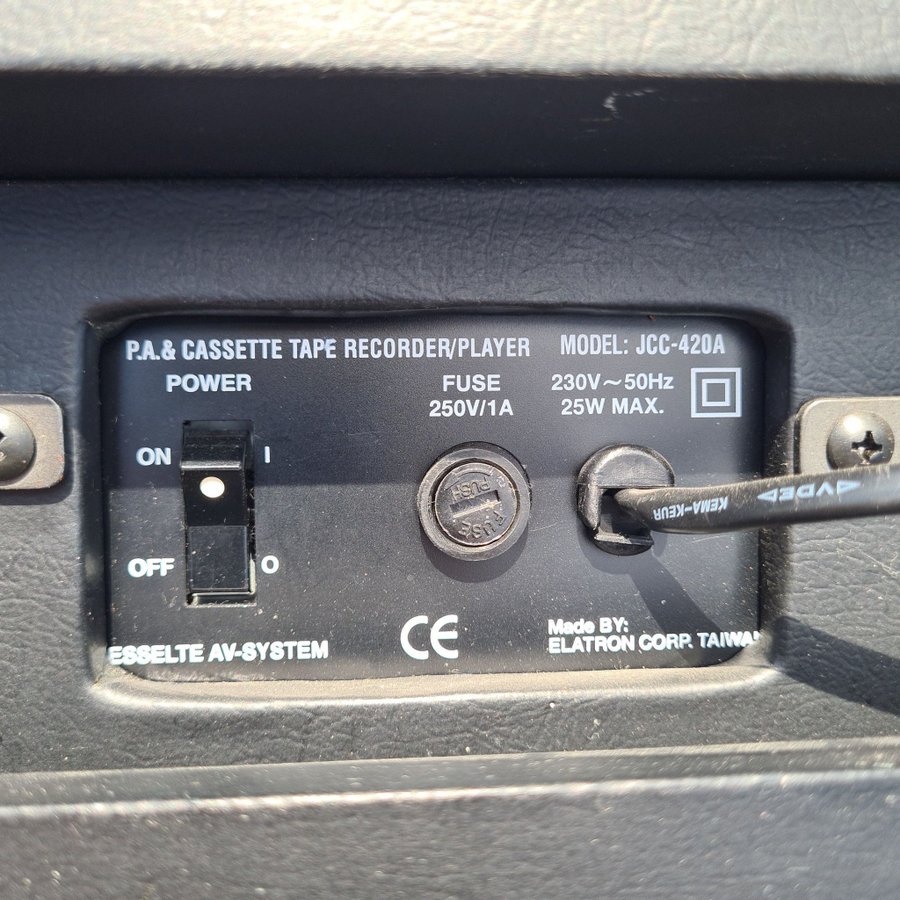 P.A.& CASSETTE TAPE RECORDER/PLAYER MODEL: JCC-420A
POWER
FUSE
250V/1A
230V~50Hz
25W MAX.
ON I
OFF O
PUSH
FUSE
KEMA-KEUR VDE
ESSELTE AV-SYSTEM
CE
Made BY:
ELATRON CORP. TAIWAN